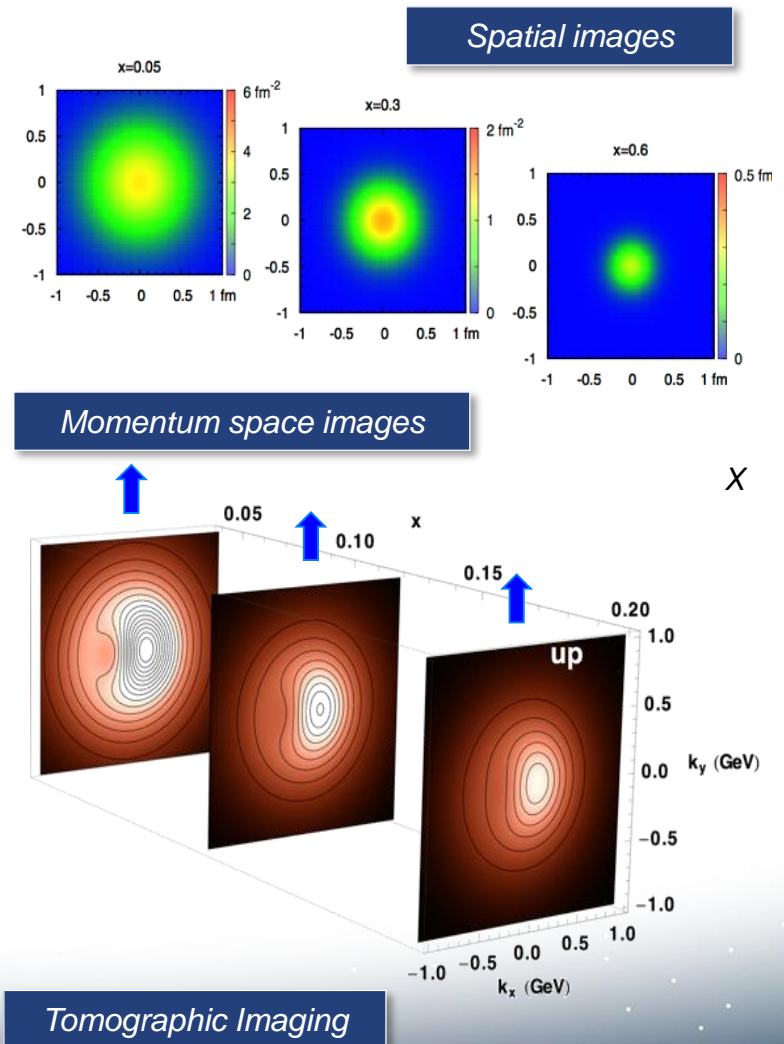 Spatial images
x=0.05
6 fm-2
4
2
0
1
0.5
0
-0.5
-1
-1 -0.5 0 0.5 1 fm
x=0.3
2 fm-2
1
0
1
0.5
0
-0.5
-1
-1 -0.5 0 0.5 1 fm
x=0.6
0.5 fm
0
1
0.5
0
-0.5
-1
-1 -0.5 0 0.5 1 fm
Momentum space images
X
x
0.05
0.10
0.15
0.20
up
1.0
0.5
0.0
-0.5
-1.0
ky (GeV)
-1.0 -0.5 0.0 0.5 1.0
kx (GeV)
Tomographic Imaging